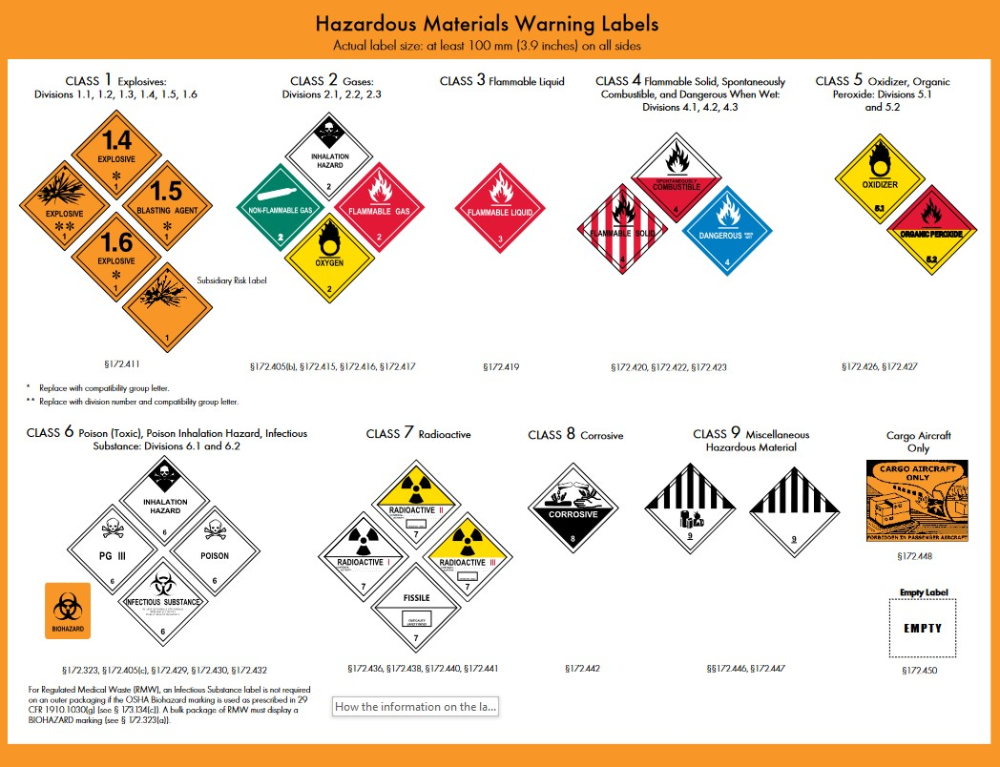 Hazardous Materials Warning Labels
Actual label size: at least 100 mm (3.9 inches) on all sides
CLASS 1 Explosives:
Divisions 1.1, 1.2, 1.3, 1.4, 1.5, 1.6
1.4
EXPLOSIVE
*
1
EXPLOSIVE
**
1
1.5
BLASTING AGENT
*
1
1.6
EXPLOSIVE
*
1
Subsidiary Risk Label
1
§172.411
CLASS 2 Gases:
Divisions 2.1, 2.2, 2.3
INHALATION
HAZARD
2
NON-FLAMMABLE GAS
2
FLAMMABLE GAS
2
OXYGEN
2
§172.405(b), §172.415, §172.416, §172.417
CLASS 3 Flammable Liquid
FLAMMABLE LIQUID
3
§172.419
CLASS 4 Flammable Solid, Spontaneously
Combustible, and Dangerous When Wet:
Divisions 4.1, 4.2, 4.3
SPONTANEOUSLY
COMBUSTIBLE
4
FLAMMABLE SOLID
4
DANGEROUS
4
§172.420, §172.422, §172.423
CLASS 5 Oxidizer, Organic
Peroxide: Divisions 5.1
and 5.2
OXIDIZER
5.1
ORGANIC PEROXIDE
5.2
§172.426, §172.427
* Replace with compatibility group letter.
** Replace with division number and compatibility group letter.
CLASS 6 Poison (Toxic), Poison Inhalation Hazard, Infectious
Substance: Divisions 6.1 and 6.2
INHALATION
HAZARD
6
PG III
6
POISON
6
INFECTIOUS SUBSTANCE
6
BIOHAZARD
§172.323, §172.405(c), §172.429, §172.430, §172.432
For Regulated Medical Waste (RMW), an Infectious Substance label is not required
on an outer packaging if the OSHA Biohazard marking is used as prescribed in 29
CFR 1910.1030(g) (see § 173.134(c)). A bulk package of RMW must display a
BIOHAZARD marking (see § 172.323(a)).
CLASS 7 Radioactive
RADIOACTIVE II
7
RADIOACTIVE I
7
RADIOACTIVE III
7
FISSILE
CRITICALITY
SAFETY INDEX
7
§172.436, §172.438, §172.440, §172.441
How the information on the la...
CLASS 8 Corrosive
CORROSIVE
8
§172.442
CLASS 9 Miscellaneous
Hazardous Material
9
9
§§172.446, §172.447
Cargo Aircraft
Only
CARGO AIRCRAFT
ONLY
FORBIDDEN IN PASSENGER AIRCRAFT
§172.448
Empty Label
EMPTY
§172.450